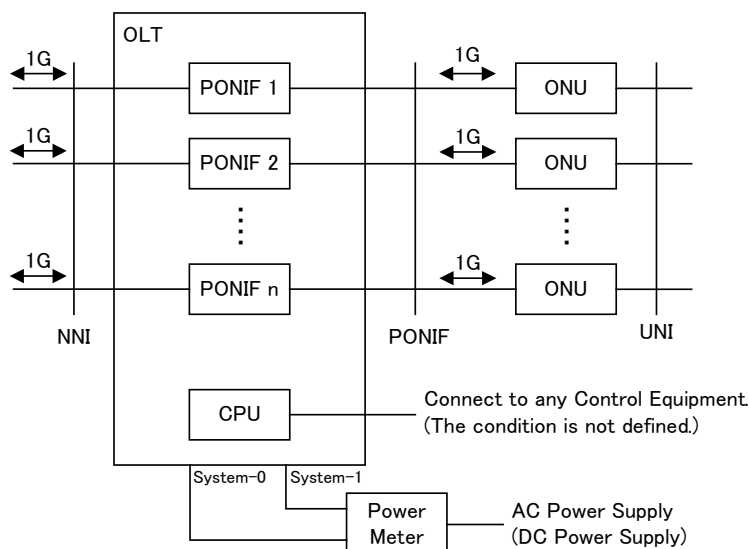 OLT
1G
PONIF 1
1G
ONU
1G
PONIF 2
1G
ONU
1G
PONIF n
1G
ONU
NNI
PONIF
UNI
CPU
Connect to any Control Equipment.
(The condition is not defined.)
System-0
System-1
Power
Meter
AC Power Supply
(DC Power Supply)